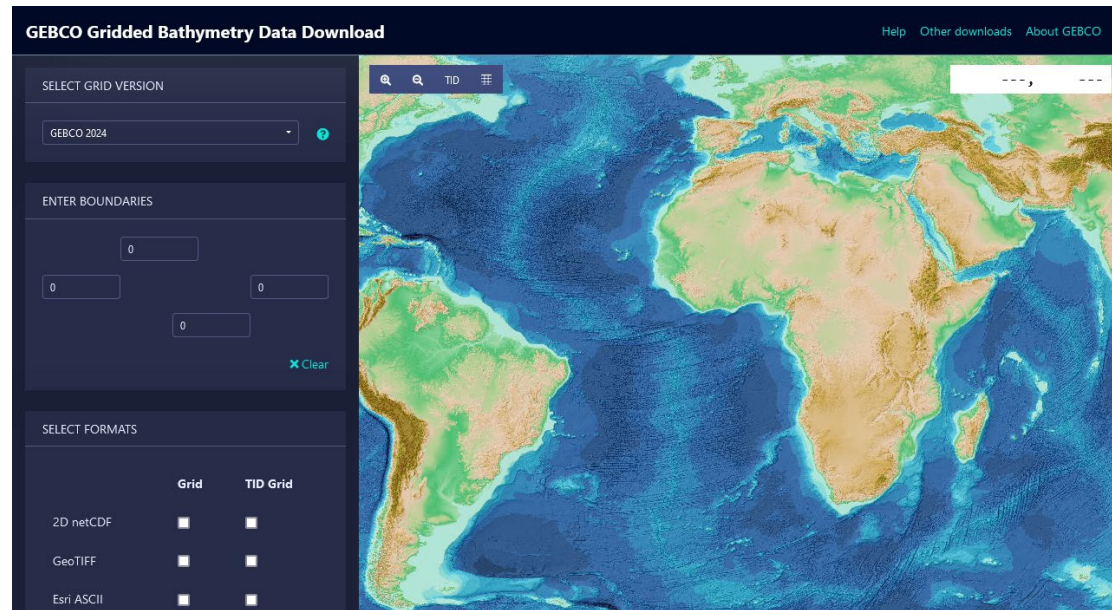 GEBCO Gridded Bathymetry Data Download
Help Other downloads About GEBCO
SELECT GRID VERSION
GEBCO 2024
?
TID
---, ---
ENTER BOUNDARIES
0
0 0
0
Clear
SELECT FORMATS
Grid TID Grid
2D netCDF
GeoTIFF
Esri ASCII